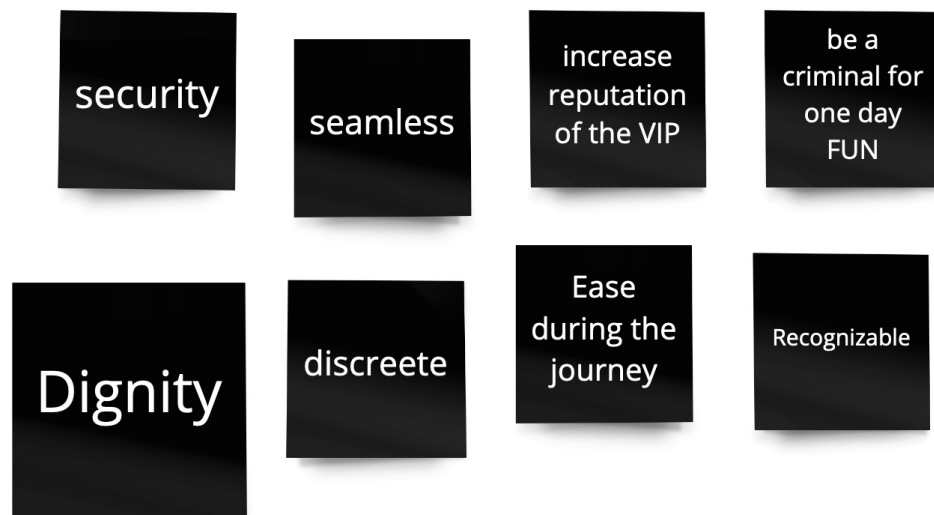 security
seamless
increase
reputation
of the VIP
be a
criminal for
one day
FUN
Dignity
discreete
Ease
during the
journey
Recognizable